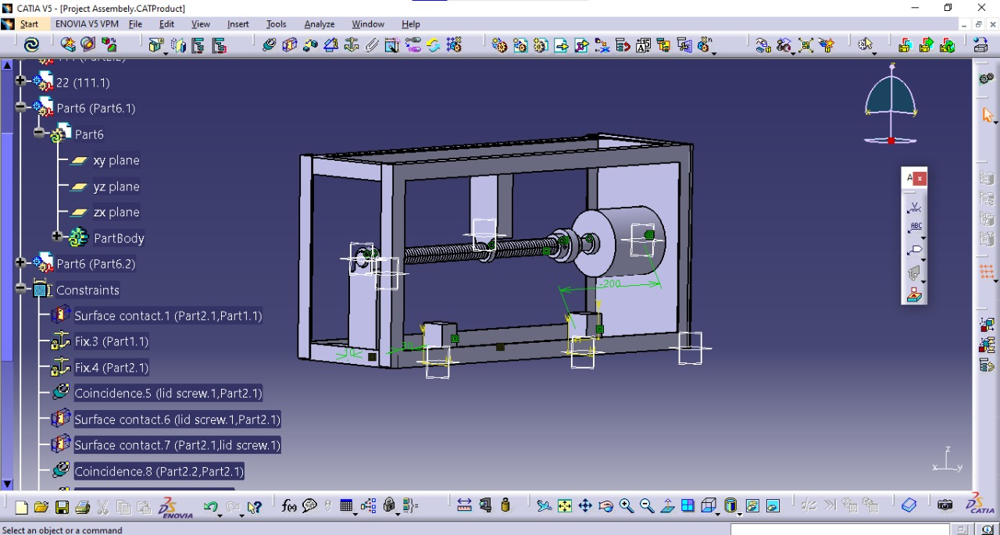 CATIA V5 - [Project Assembely.CATProduct]
Start ENOVIA V5 VPM File Edit View Insert Tools Analyze Window Help
22 (111.1)
Part6 (Part6.1)
Part6
xy plane
yz plane
zx plane
PartBody
Part6 (Part6.2)
Constraints
Surface contact.1 (Part2.1,Part1.1)
Fix.3 (Part1.1)
Fix.4 (Part2.1)
Coincidence.5 (lid screw.1,Part2.1)
Surface contact.6 (lid screw.1,Part2.1)
Surface contact.7 (Part2.1,lid screw.1)
Coincidence.8 (Part2.2,Part2.1)
A
ABC
-200
z
x y
ENOVIA
f(x)
CATIA
Select an object or a command